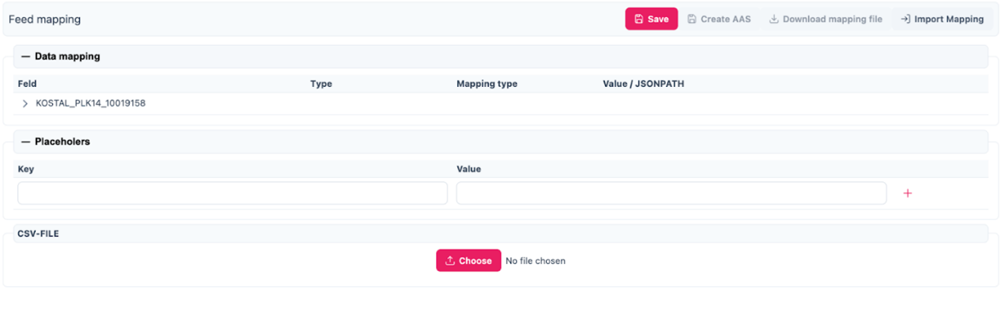 Feed mapping Save Create AAS Download mapping file Import Mapping
Data mapping
Feld Type Mapping type Value / JSONPATH
KOSTAL_PLK14_10019158
Placeholers
Key Value
CSV-FILE
Choose No file chosen